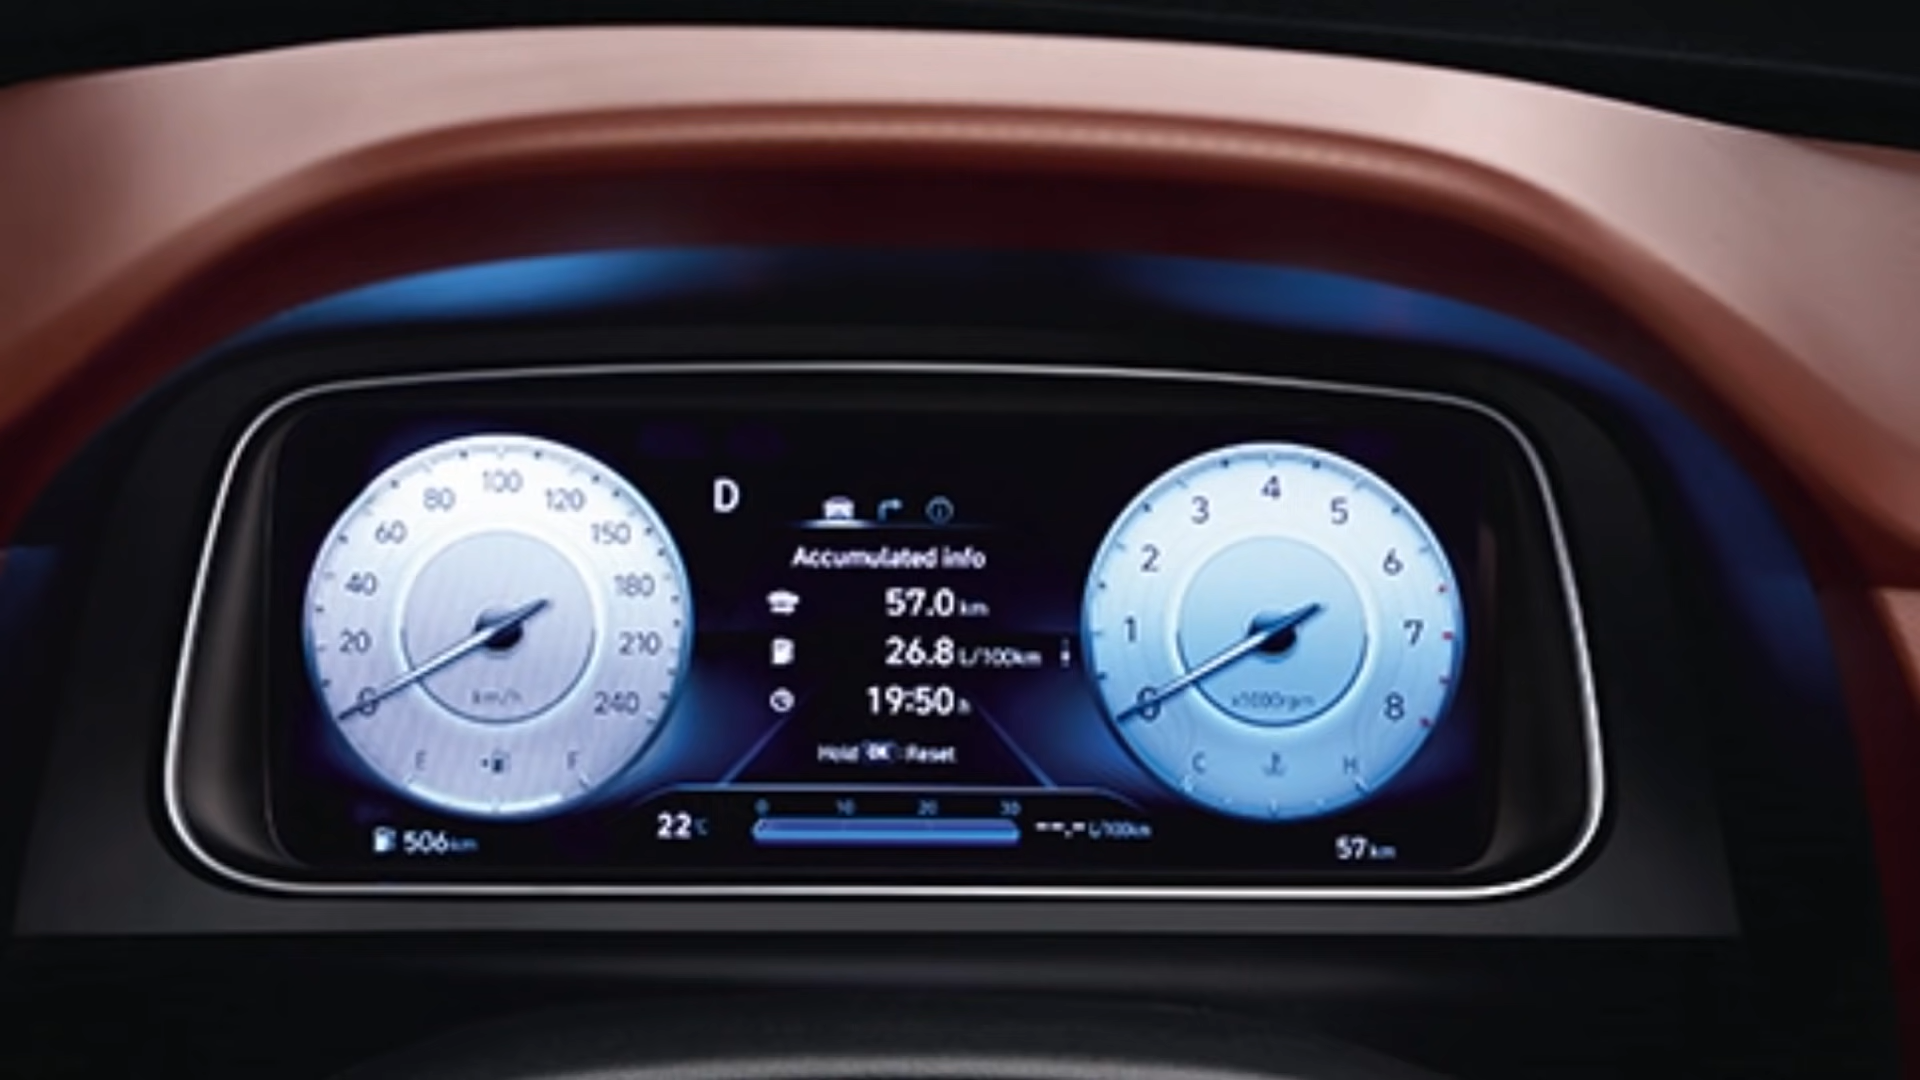 100
80
120
60
150
40
180
20
210
0
240
km/h
E
F
506 km
D
Accumulated info
57.0 km
26.8 L/100km
19:50 h
Hold OK : Reset
0 10 20 30
22°C
--.- L/100km
4
3
5
2
6
1
7
0
8
x1000rpm
C
H
57 km